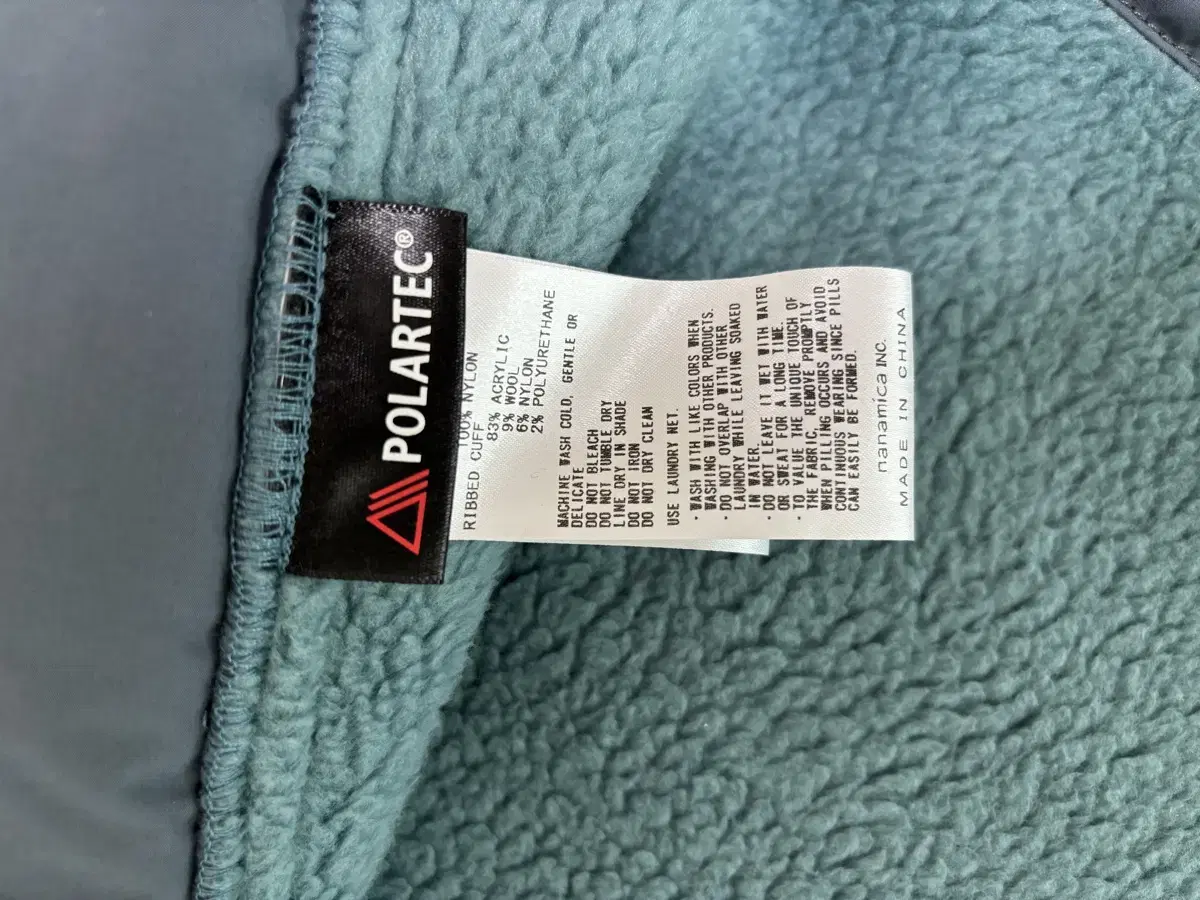 POLARTEC®
100% NYLON
RIBBED CUFF
83% ACRYLIC
9% WOOL
6% NYLON
2% POLYURETHANE
MACHINE WASH COLD, GENTLE OR
DELICATE
DO NOT BLEACH
DO NOT TUMBLE DRY
LINE DRY IN SHADE
DO NOT IRON
DO NOT DRY CLEAN
USE LAUNDRY NET.
・WASH WITH LIKE COLORS WHEN
WASHING WITH OTHER PRODUCTS.
・DO NOT OVERLAP WITH OTHER
LAUNDRY WHILE LEAVING SOAKED
IN WATER.
・DO NOT LEAVE IT WET WITH WATER
OR SWEAT FOR A LONG TIME.
・TO VALUE THE UNIQUE TOUCH OF
THE FABRIC, REMOVE PROMPTLY
WHEN PILLING OCCURS AND AVOID
CONTINUOUS WEARING SINCE PILLS
CAN EASILY BE FORMED.
nanamica INC.
MADE IN CHINA